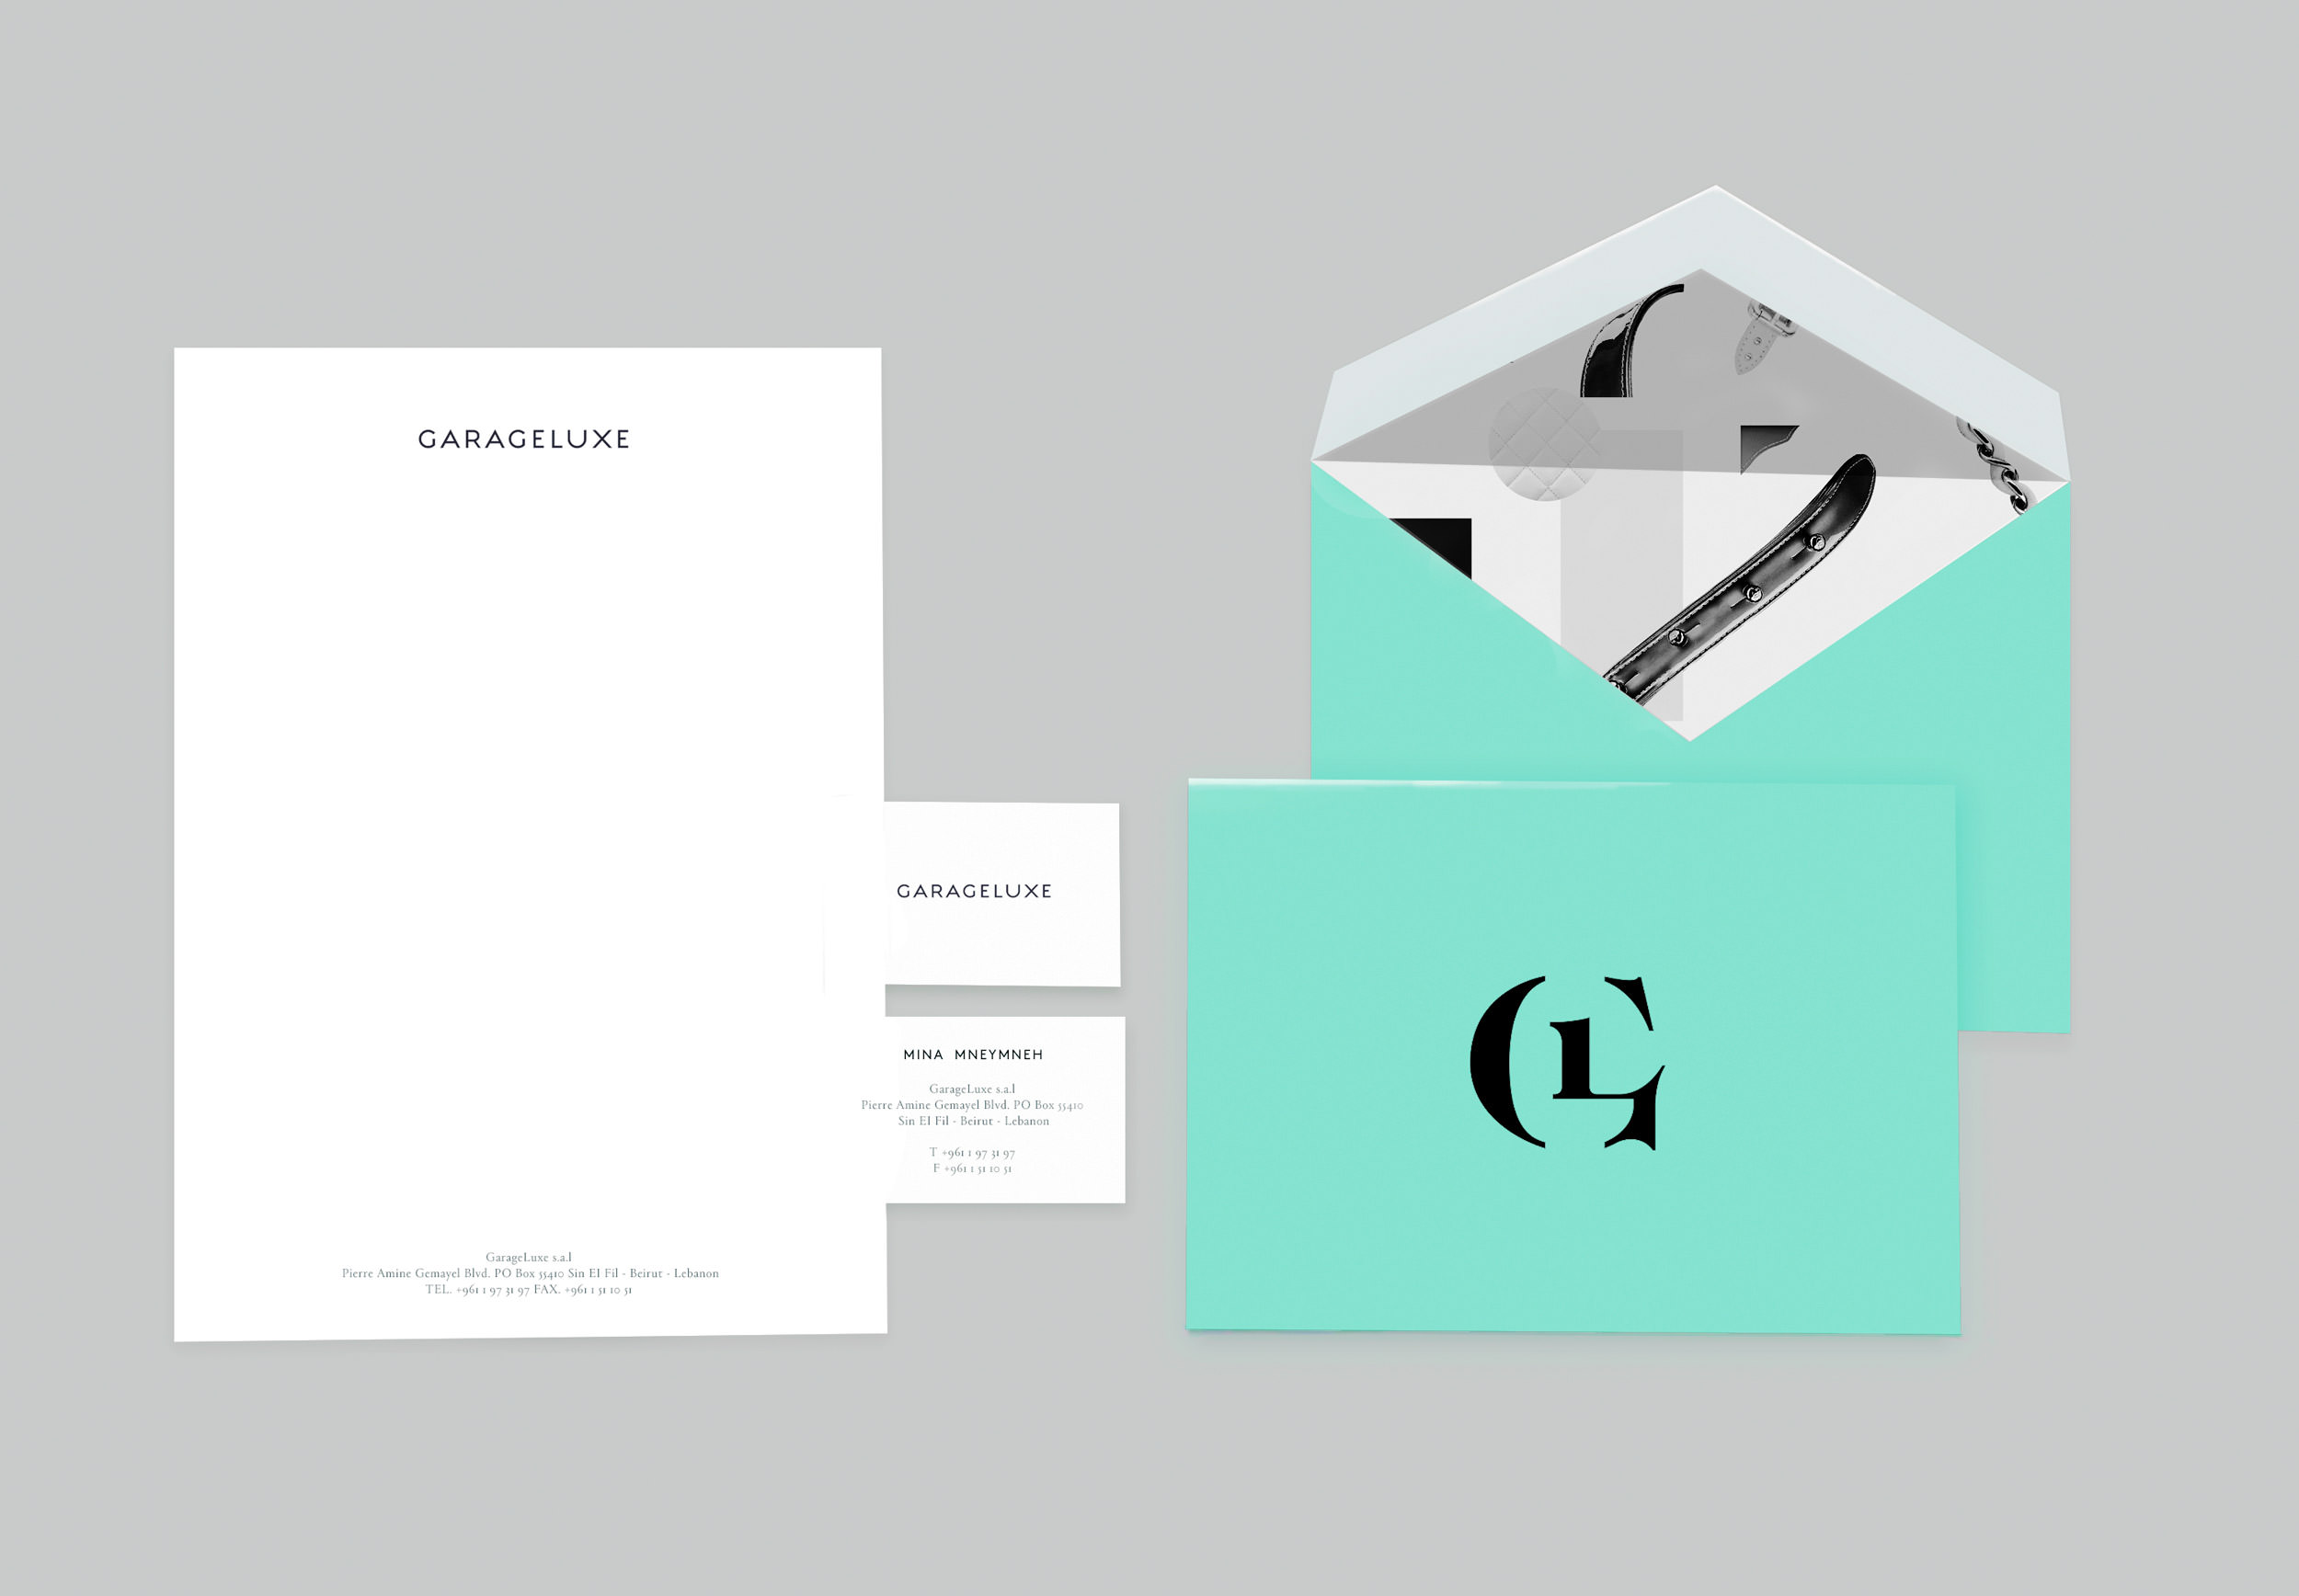 GARAGELUXE
GarageLuxe s.a.l
Pierre Amine Gemayel Blvd. PO Box 55410 Sin El Fil - Beirut - Lebanon
TEL. +961 1 97 31 97 FAX. +961 1 51 10 51
GARAGELUXE
MINA MNEYMNEH
GarageLuxe s.a.l
Pierre Amine Gemayel Blvd. PO Box 55410
Sin El Fil - Beirut - Lebanon
T +961 1 97 31 97
F +961 1 51 10 51
GL